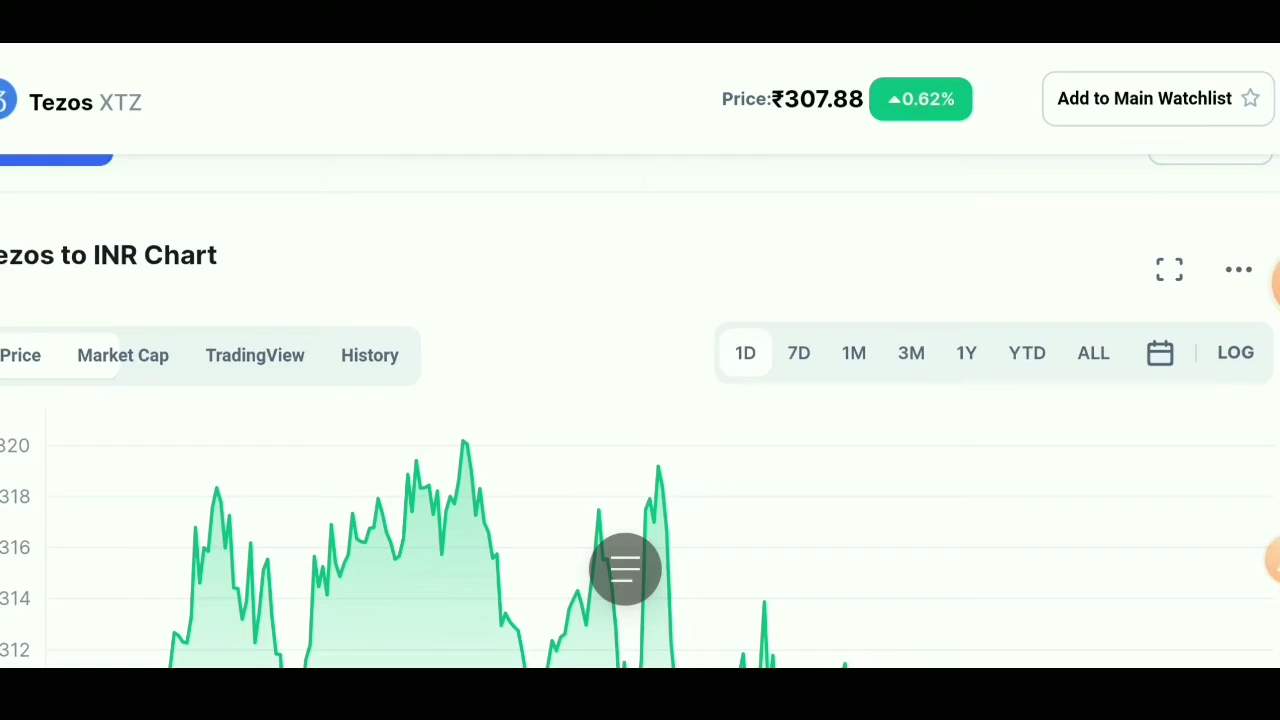 Tezos XTZ
Price:₹307.88 0.62%
Add to Main Watchlist
ezos to INR Chart
Price Market Cap TradingView History
1D 7D 1M 3M 1Y YTD ALL LOG
320
318
316
314
312